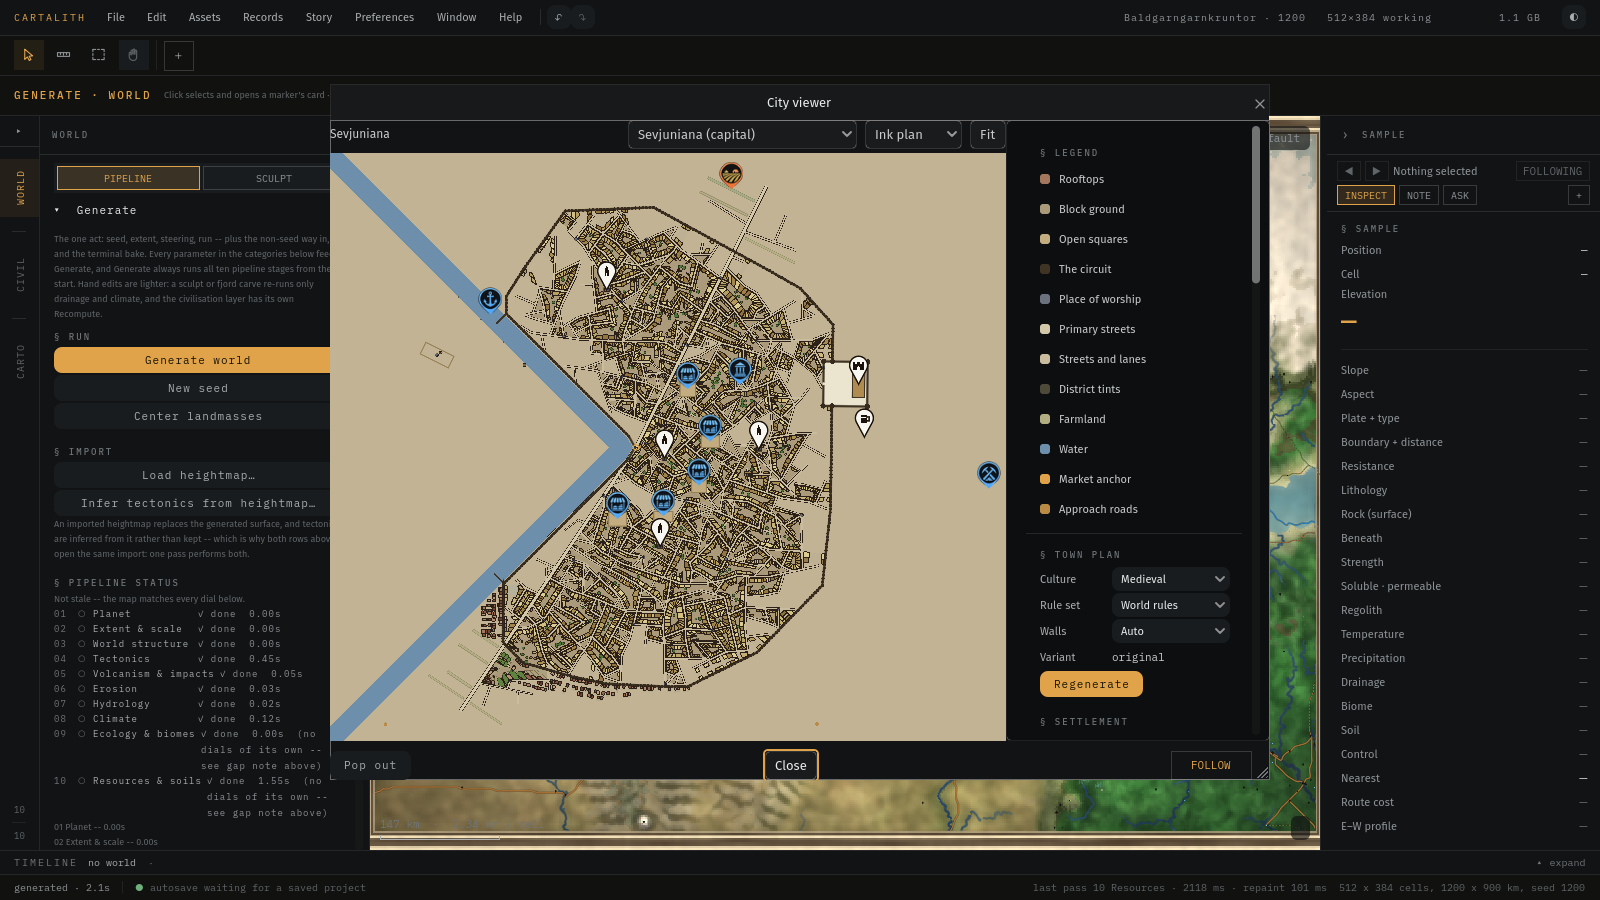 CARTALITH File Edit Assets Records Story Preferences Window Help
Baldgarngarnkruntor · 1200 512×384 working 1.1 GB
GENERATE · WORLD Click selects and opens a marker's card
City viewer
Sevjuniana Sevjuniana (capital) Ink plan Fit
WORLD
CIVIL
CARTO
10
10
WORLD
PIPELINE SCULPT
Generate
The one act: seed, extent, steering, run -- plus the non-seed way in,
and the terminal bake. Every parameter in the categories below
Generate, and Generate always runs all ten pipeline stages from the
start. Hand edits are lighter: a sculpt or fjord carve re-runs only
drainage and climate, and the civilisation layer has its own
Recompute.
§ RUN
Generate world
New seed
Center landmasses
§ IMPORT
Load heightmap…
Infer tectonics from heightmap…
An imported heightmap replaces the generated surface, and
are inferred from it rather than kept -- which is why both rows
open the same import: one pass performs both.
§ PIPELINE STATUS
Not stale -- the map matches every dial below.
01 Planet √ done 0.00s
02 Extent & scale √ done 0.00s
03 World structure √ done 0.00s
04 Tectonics √ done 0.45s
05 Volcanism & impacts √ done 0.05s
06 Erosion √ done 0.03s
07 Hydrology √ done 0.02s
08 Climate √ done 0.12s
09 Ecology & biomes √ done 0.00s (no
dials of its own --
see gap note above)
10 Resources & soils √ done 1.55s (no
dials of its own --
see gap note above)
01 Planet -- 0.00s
02 Extent & scale -- 0.00s
§ LEGEND
Rooftops
Block ground
Open squares
The circuit
Place of worship
Primary streets
Streets and lanes
District tints
Farmland
Water
Market anchor
Approach roads
§ TOWN PLAN
Culture Medieval
Rule set World rules
Walls Auto
Variant original
Regenerate
§ SETTLEMENT
Pop out Close FOLLOW
SAMPLE
Nothing selected FOLLOWING
INSPECT NOTE ASK +
§ SAMPLE
Position —
Cell —
Elevation
—
Slope —
Aspect —
Plate + type —
Boundary + distance —
Resistance —
Lithology —
Rock (surface) —
Beneath —
Strength —
Soluble · permeable —
Regolith —
Temperature —
Precipitation —
Drainage —
Biome —
Soil —
Control —
Nearest —
Route cost —
E–W profile —
TIMELINE no world · expand
generated · 2.1s autosave waiting for a saved project last pass 10 Resources · 2118 ms · repaint 101 ms 512 x 384 cells, 1200 x 900 km, seed 1200